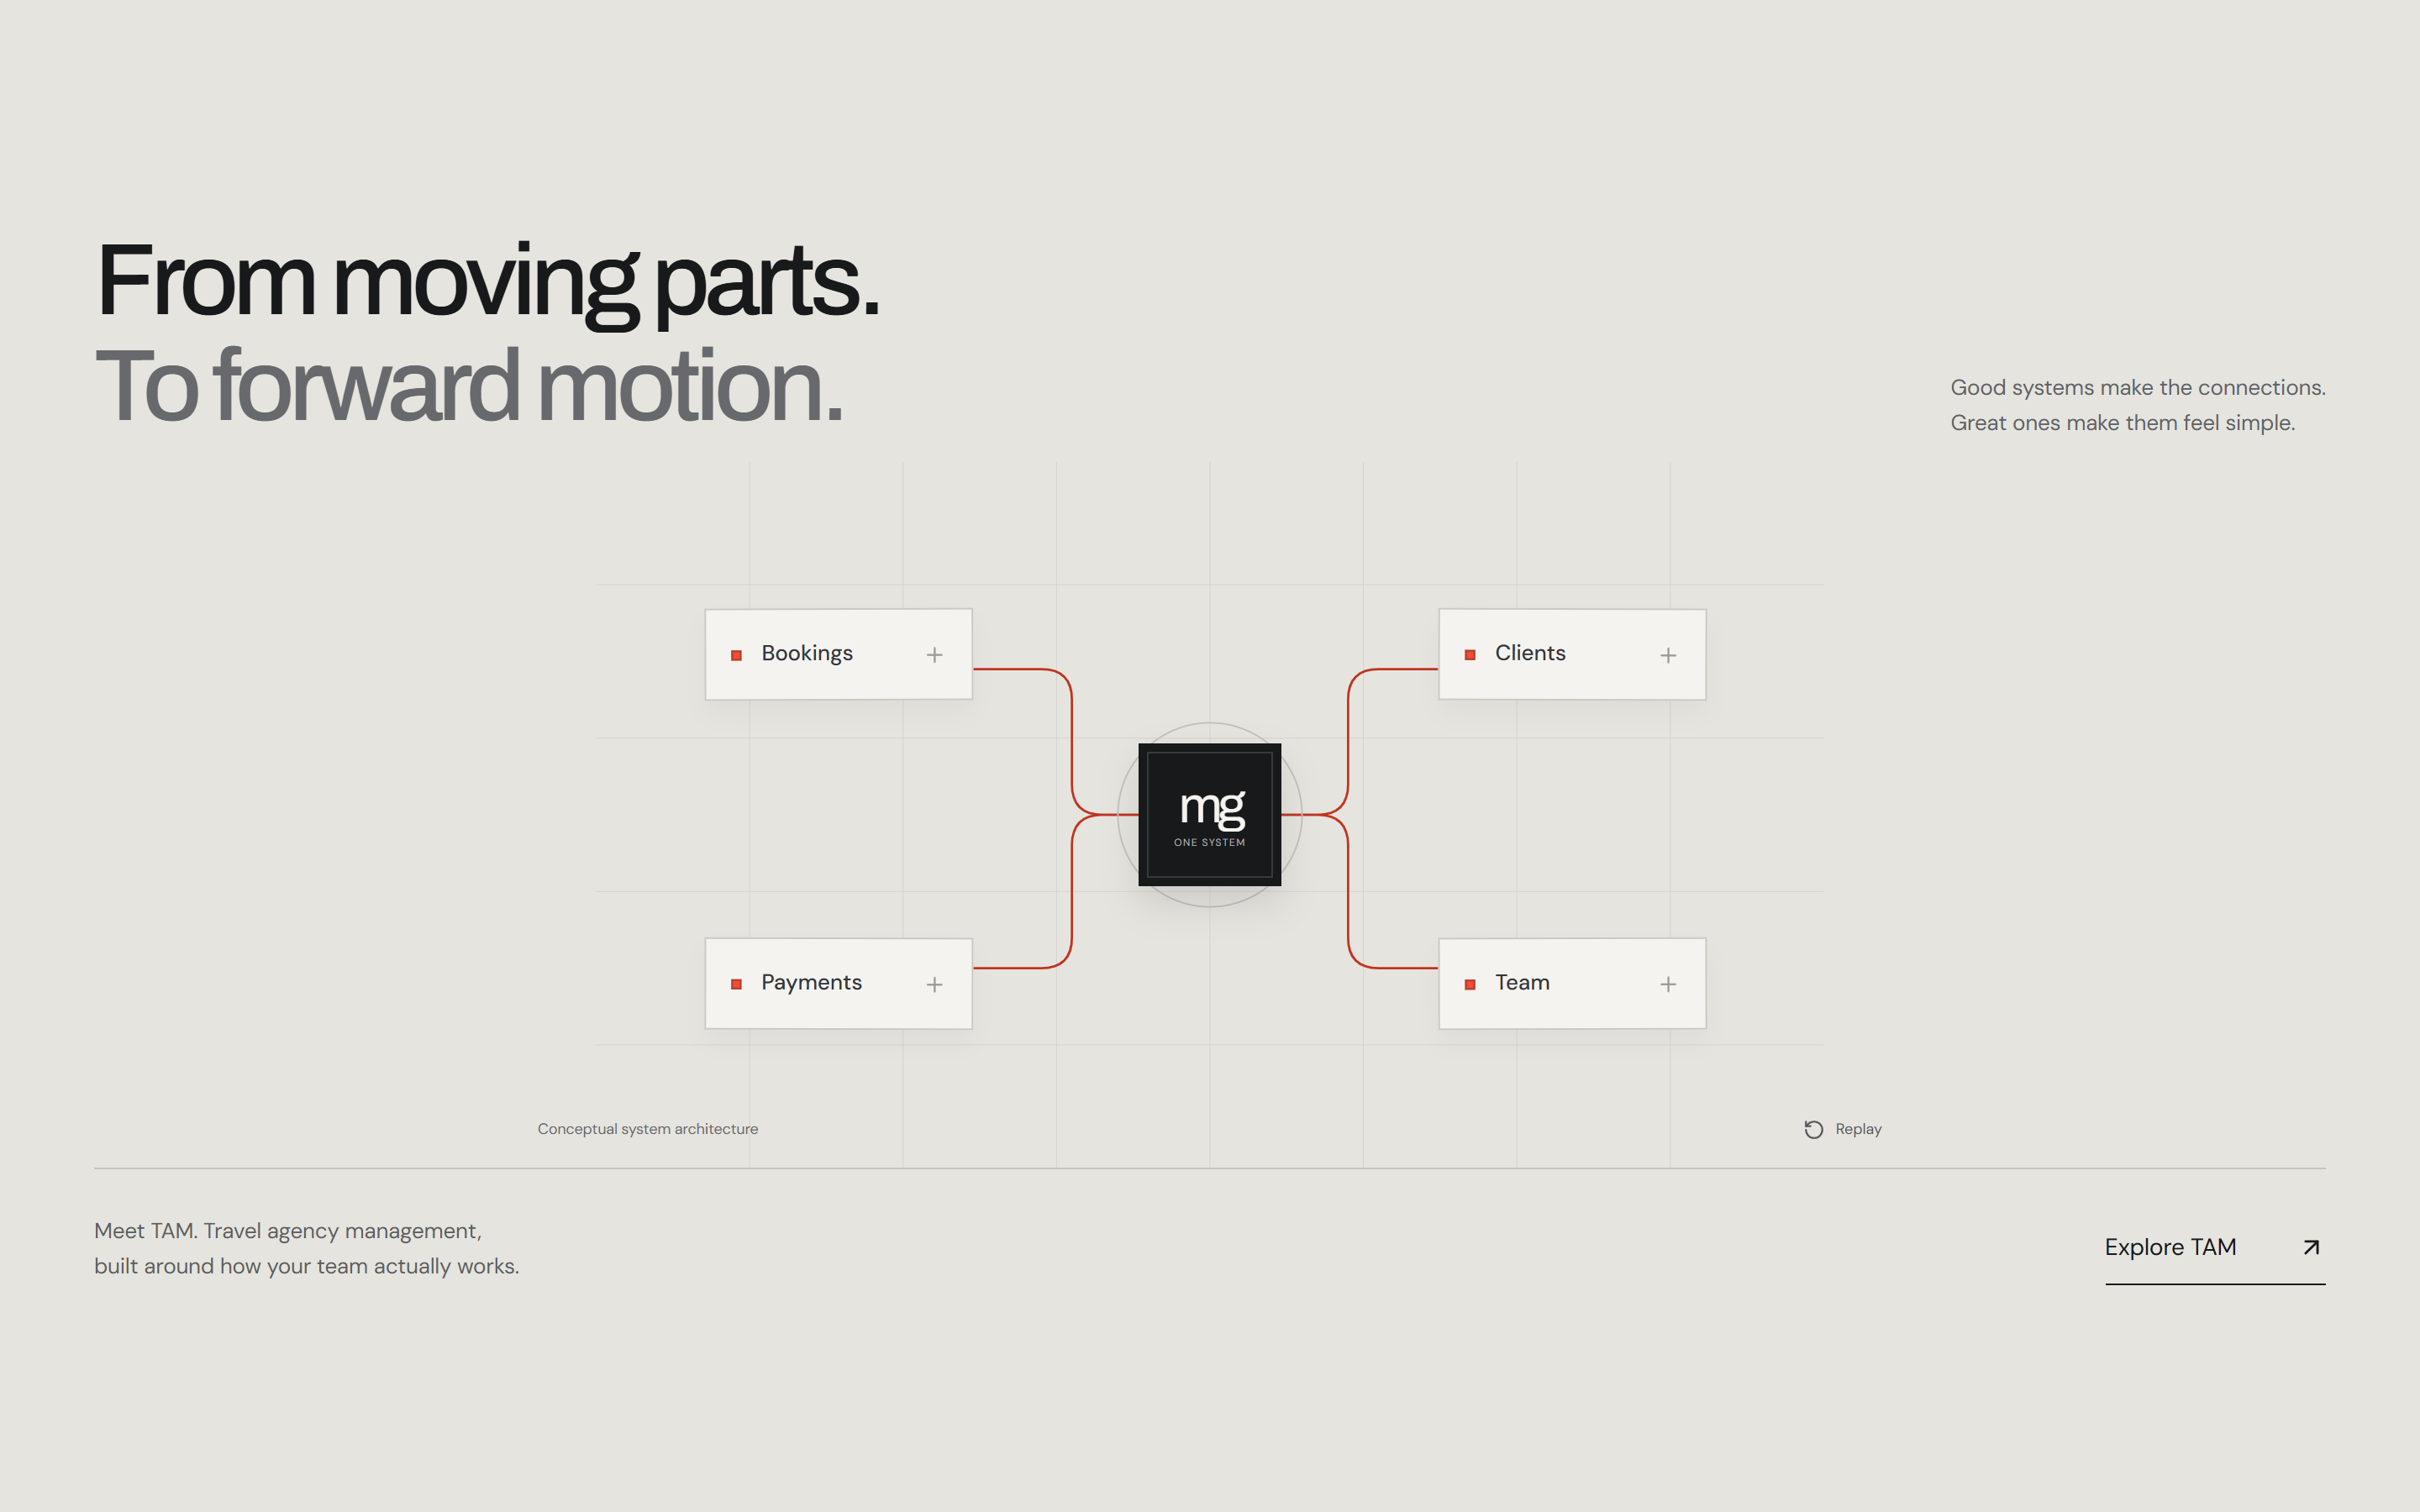 From moving parts.
To forward motion.
Good systems make the connections.
Great ones make them feel simple.
Bookings
Clients
mg
ONE SYSTEM
Payments
Team
Conceptual system architecture
Replay
Meet TAM. Travel agency management,
built around how your team actually works.
Explore TAM